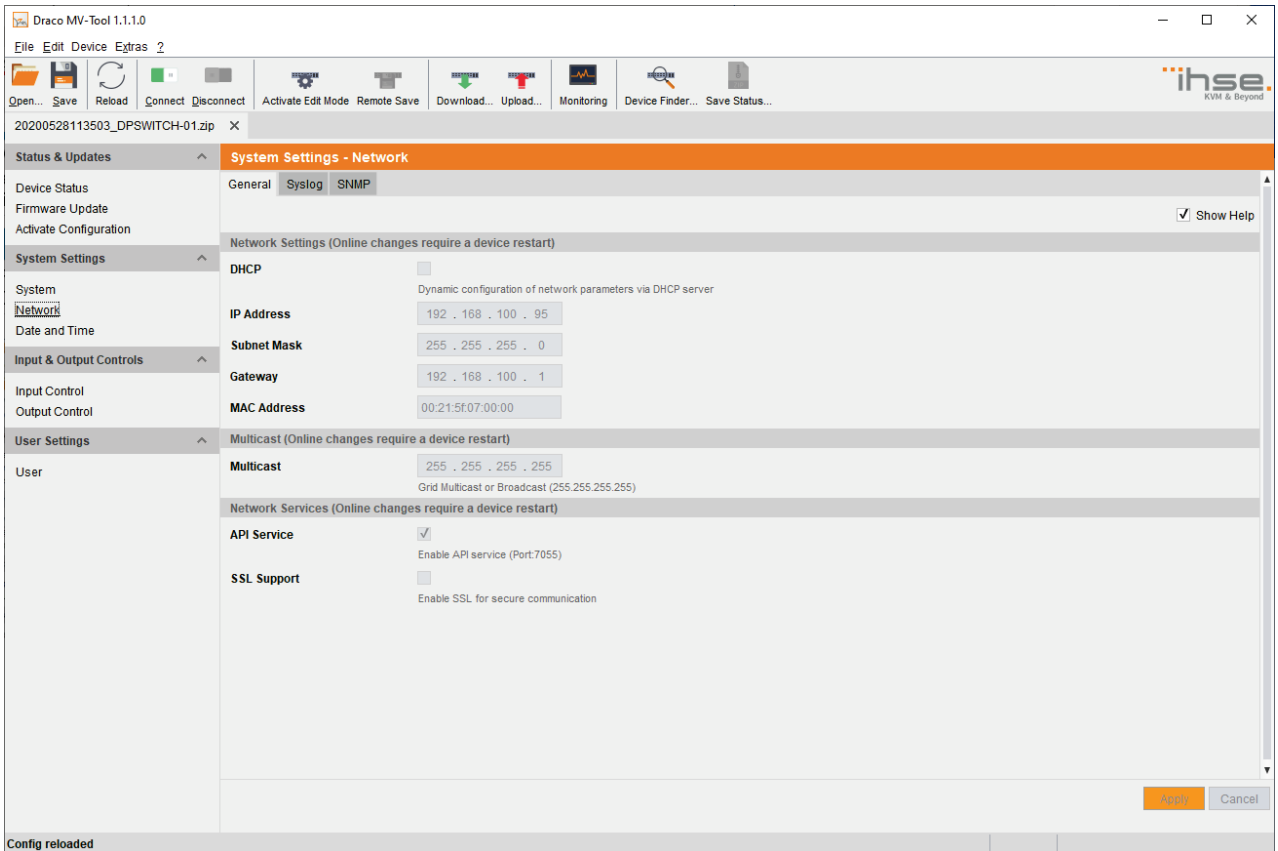 Draco MV-Tool 1.1.1.0
File Edit Device Extras ?
Open... Save Reload Connect Disconnect Activate Edit Mode Remote Save Download... Upload... Monitoring Device Finder... Save Status...
ihse.
KVM & Beyond
20200528113503_DPSWITCH-01.zip
Status & Updates
Device Status
Firmware Update
Activate Configuration
System Settings
System
Network
Date and Time
Input & Output Controls
Input Control
Output Control
User Settings
User
System Settings - Network
General Syslog SNMP
Show Help
Network Settings (Online changes require a device restart)
DHCP
Dynamic configuration of network parameters via DHCP server
IP Address 192 . 168 . 100 . 95
Subnet Mask 255 . 255 . 255 . 0
Gateway 192 . 168 . 100 . 1
MAC Address 00:21:5f:07:00:00
Multicast (Online changes require a device restart)
Multicast 255 . 255 . 255 . 255
Grid Multicast or Broadcast (255.255.255.255)
Network Services (Online changes require a device restart)
API Service
Enable API service (Port:7055)
SSL Support
Enable SSL for secure communication
Apply Cancel
Config reloaded